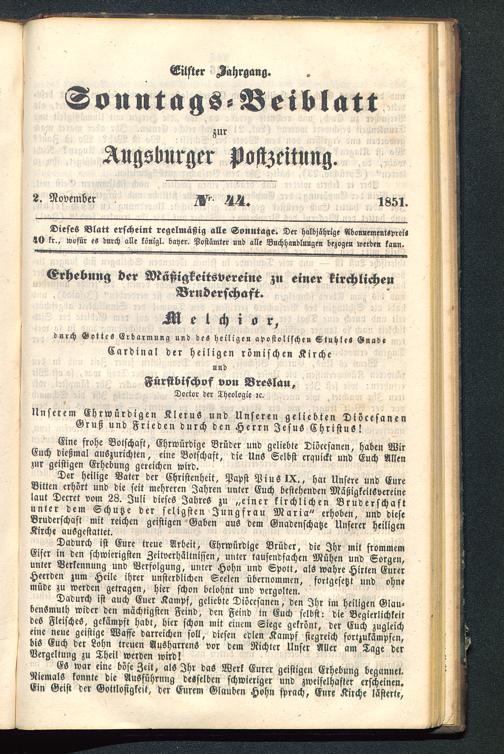 Eilfter Jahrgang.
Sonntags-Beiblatt
zur
Augsburger Postzeitung.
2. November Nr. 44. 1851.
Dieses Blatt erscheint regelmäßig alle Sonntage. Der halbjährige Abonnementspreis
40 kr., wofür es durch alle königl. bayer. Postämter und alle Buchhandlungen bezogen werden kann.
Erhebung der Mäßigkeitsvereine zu einer kirchlichen
Bruderschaft.
Melchior,
durch Gottes Erbarmung und des heiligen apostolischen Stuhles Gnade
Cardinal der heiligen römischen Kirche
und
Fürstbischof von Breslau,
Doctor der Theologie ꝛc.
Unserem Ehrwürdigen Klerus und Unseren geliebten Diöcesanen
Gruß und Frieden durch den Herrn Jesus Christus!
Eine frohe Botschaft, Ehrwürdige Brüder und geliebte Diöcesanen, haben Wir
Euch diesmal auszurichten, eine Botschaft, die Uns Selbst erquickt und Euch Allen
zur geistigen Erhebung gereichen wird.
Der heilige Vater der Christenheit, Papst Pius IX., hat Unsere und Eure
Bitten erhört und die seit mehreren Jahren unter Euch bestehenden Mäßigkeitsvereine
laut Decret vom 28. Juli dieses Jahres zu „einer kirchlichen Bruderschaft
unter dem Schutze der seligsten Jungfrau Maria“ erhoben, und diese
Bruderschaft mit reichen geistigen Gaben aus dem Gnadenschatze Unserer heiligen
Kirche ausgestattet.
Dadurch ist Eure treue Arbeit, Ehrwürdige Brüder, die Ihr mit frommem
Eifer in den schwierigsten Zeitverhältnissen, unter tausendfachen Mühen und Sorgen,
unter Verkennung und Verfolgung, unter Hohn und Spott, als wahre Hirten Eurer
Heerden zum Heile ihrer unsterblichen Seelen übernommen, fortgesetzt und ohne
müde zu werden getragen, hier schon belohnt und vergolten.
Dadurch ist auch Euer Kampf, geliebte Diöcesanen, den Ihr im heiligen Glau-
bensmuth wider den mächtigsten Feind, den Feind in Euch selbst: die Begierlichkeit
des Fleisches, gekämpft habt, hier schon mit einem Siege gekrönt, der Euch zugleich
eine neue geistige Waffe darreichen soll, diesen edlen Kampf siegreich fortzukämpfen,
bis Euch der Lohn treuen Ausharrens vor dem Richter Unser Aller am Tage der
Vergeltung zu Theil werden wird!
Es war eine böse Zeit, als Ihr das Werk Eurer geistigen Erhebung begannet.
Niemals konnte die Ausführung desselben schwieriger und zweifelhafter erscheinen.
Ein Geist der Gottlosigkeit, der Eurem Glauben Hohn sprach, Eure Kirche lästerte,